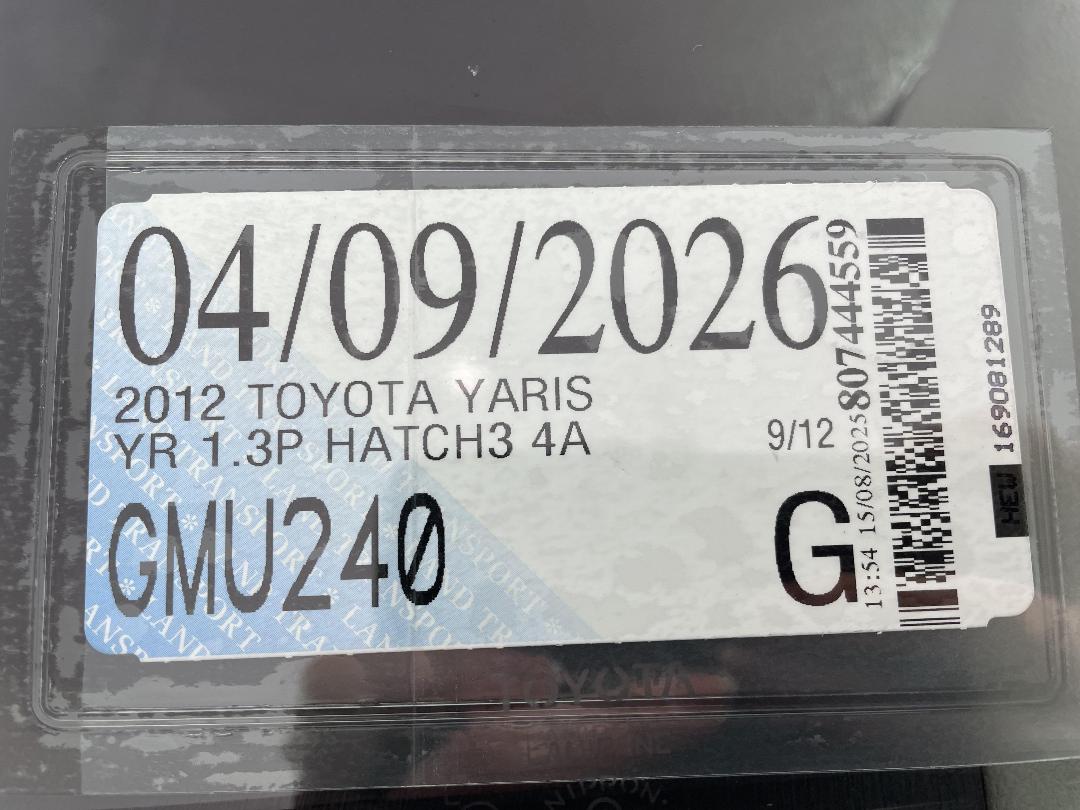 04/09/2026
2012 TOYOTA YARIS
YR 1.3P HATCH3 4A
9/12
GMU240
G
13:54 15/08/2025 807444559
169081289
NEW
TOYOTA